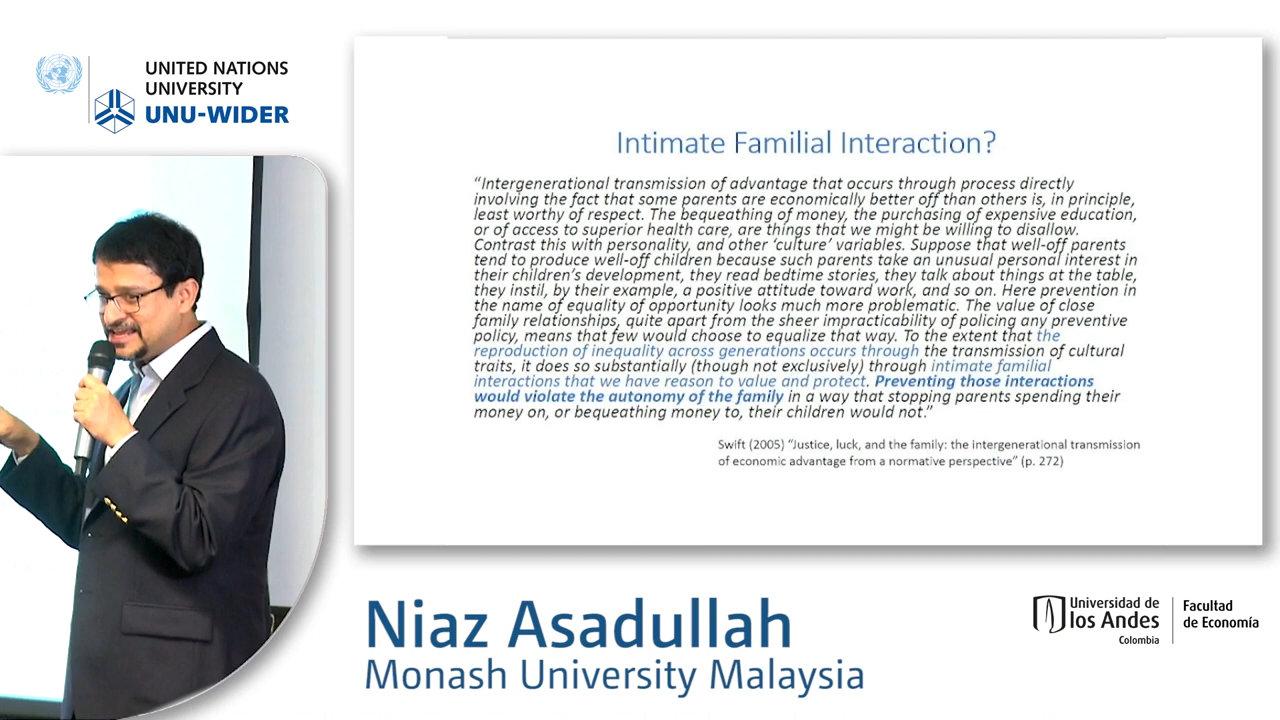 UNITED NATIONS
UNIVERSITY
UNU-WIDER
Intimate Familial Interaction?
“Intergenerational transmission of advantage that occurs through process directly
involving the fact that some parents are economically better off than others is, in principle,
least worthy of respect. The bequeathing of money, the purchasing of expensive education,
or of access to superior health care, are things that we might be willing to disallow.
Contrast this with personality, and other ‘culture’ variables. Suppose that well-off parents
tend to produce well-off children because such parents take an unusual personal interest in
their children’s development, they read bedtime stories, they talk about things at the table,
they instil, by their example, a positive attitude toward work, and so on. Here prevention in
the name of equality of opportunity looks much more problematic. The value of close
family relationships, quite apart from the sheer impracticability of policing any preventive
policy, means that few would choose to equalize that way. To the extent that the
reproduction of inequality across generations occurs through the transmission of cultural
traits, it does so substantially (though not exclusively) through intimate familial
interactions that we have reason to value and protect. Preventing those interactions
would violate the autonomy of the family in a way that stopping parents spending their
money on, or bequeathing money to, their children would not.”
Swift (2005) “Justice, luck, and the family: the intergenerational transmission
of economic advantage from a normative perspective” (p. 272)
Niaz Asadullah
Monash University Malaysia
Universidad de
los Andes
Colombia
Facultad
de Economía